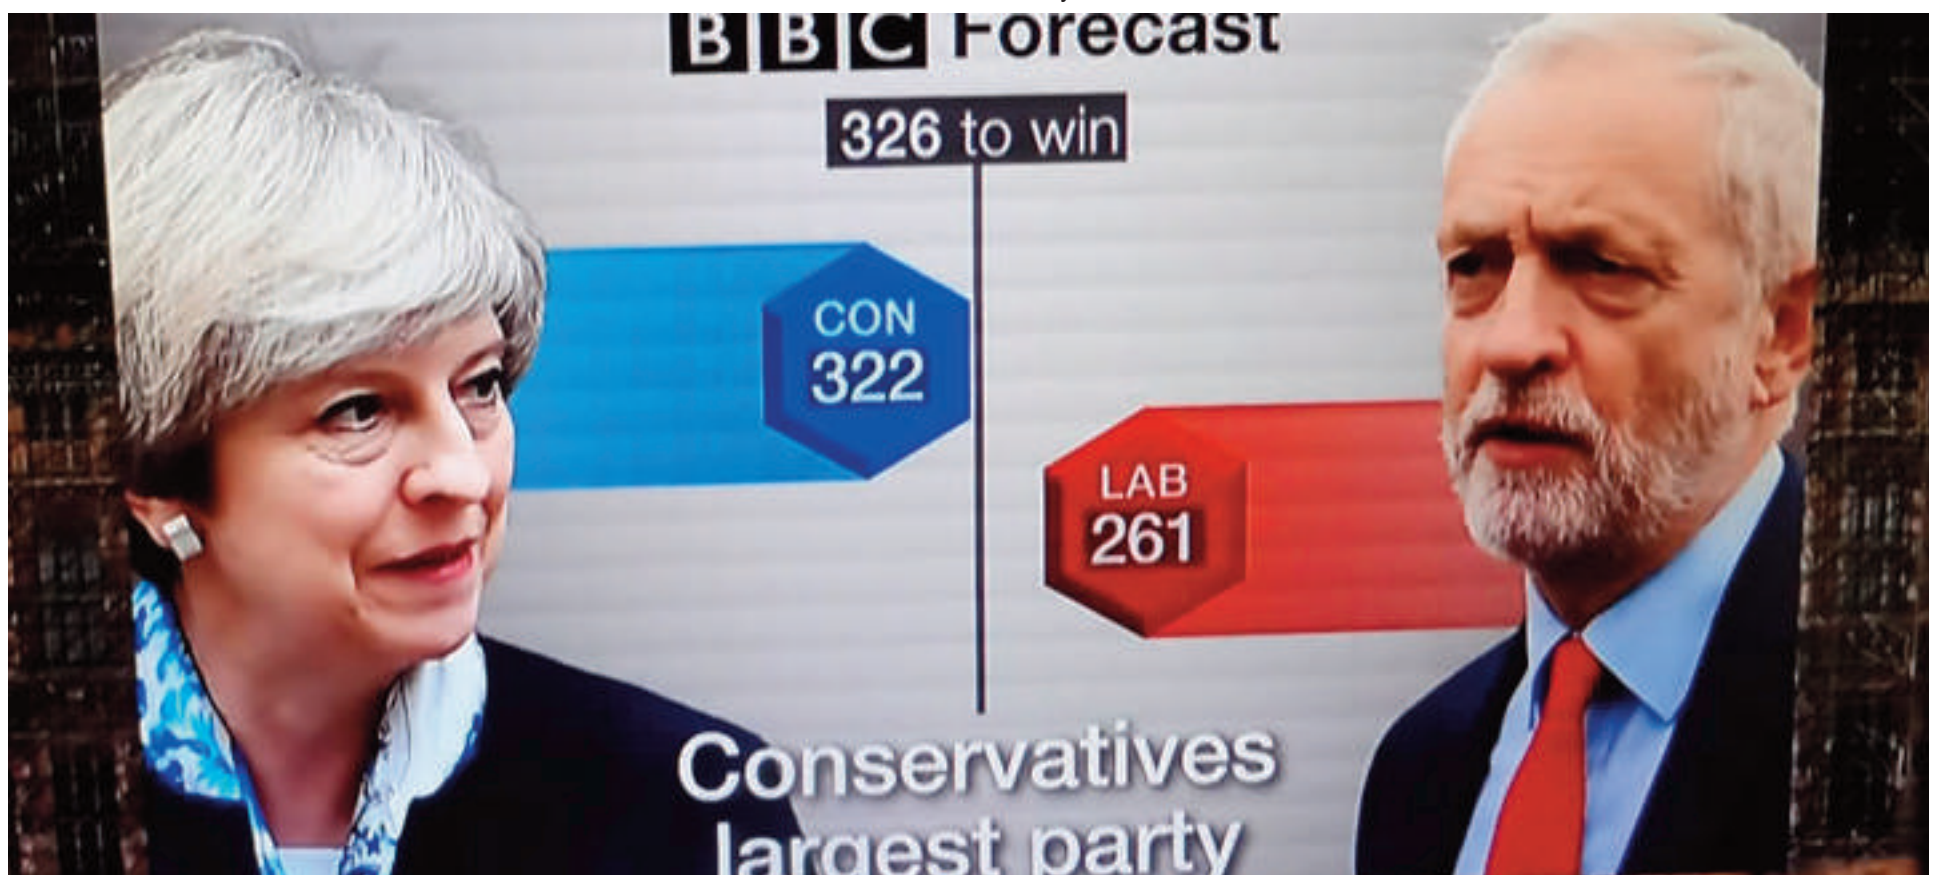 BBC Forecast
326 to win
CON
322
LAB
261
Conservatives
largest party